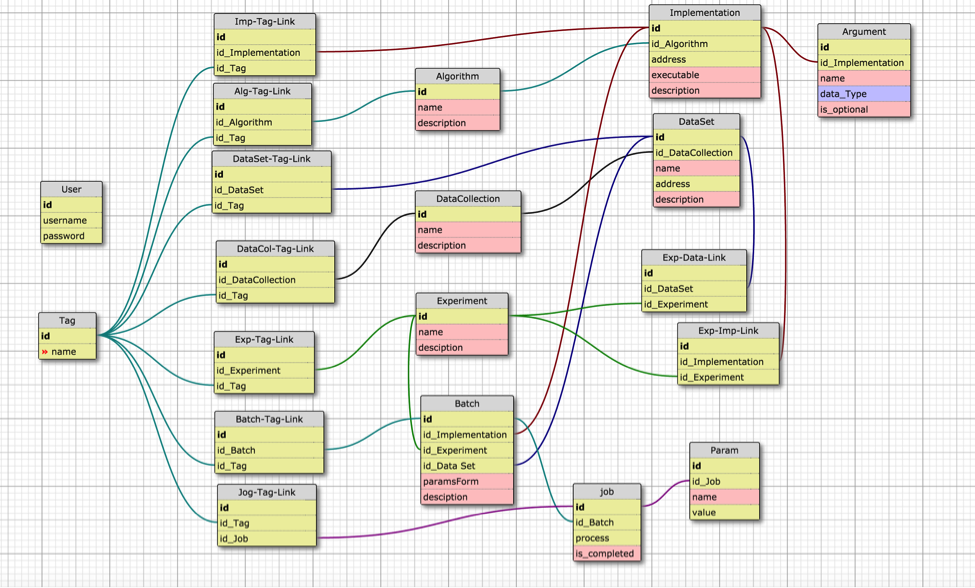 Imp-Tag-Link
id
id_Implementation
id_Tag
Alg-Tag-Link
id
id_Algorithm
id_Tag
DataSet-Tag-Link
id
id_DataSet
id_Tag
User
id
username
password
DataCol-Tag-Link
id
id_DataCollection
id_Tag
Tag
id
» name
Exp-Tag-Link
id
id_Experiment
id_Tag
Batch-Tag-Link
id
id_Batch
id_Tag
Jog-Tag-Link
id
id_Tag
id_Job
Algorithm
id
name
description
DataCollection
id
name
description
Experiment
id
name
desciption
Batch
id
id_Implementation
id_Experiment
id_Data Set
paramsForm
desciption
Implementation
id
id_Algorithm
address
executable
description
Argument
id
id_Implementation
name
data_Type
is_optional
DataSet
id
id_DataCollection
name
address
description
Exp-Data-Link
id
id_DataSet
id_Experiment
Exp-Imp-Link
id
id_Implementation
id_Experiment
job
id
id_Batch
process
is_completed
Param
id
id_Job
name
value